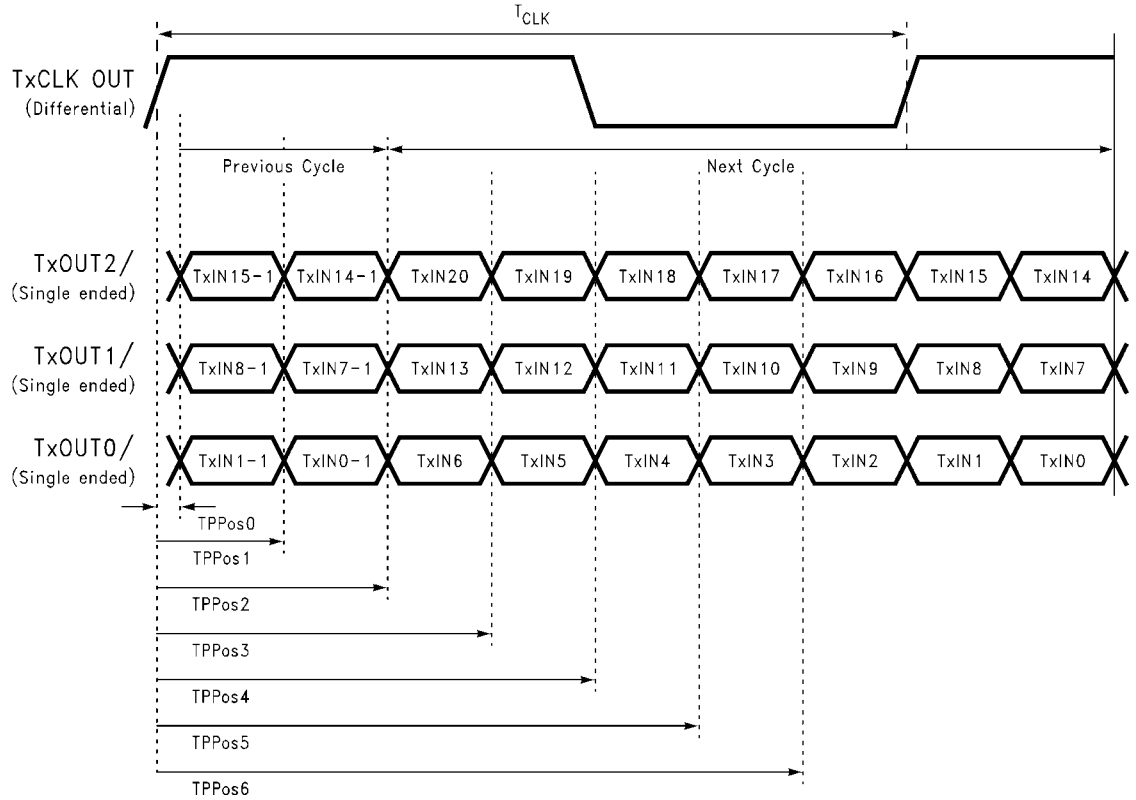 TCLK
TxCLK OUT
(Differential)
Previous Cycle
Next Cycle
TxOUT2/
(Single ended)
TxIN15-1 TxIN14-1 TxIN20 TxIN19 TxIN18 TxIN17 TxIN16 TxIN15 TxIN14
TxOUT1/
(Single ended)
TxIN8-1 TxIN7-1 TxIN13 TxIN12 TxIN11 TxIN10 TxIN9 TxIN8 TxIN7
TxOUT0/
(Single ended)
TxIN1-1 TxIN0-1 TxIN6 TxIN5 TxIN4 TxIN3 TxIN2 TxIN1 TxIN0
TPPos0
TPPos1
TPPos2
TPPos3
TPPos4
TPPos5
TPPos6